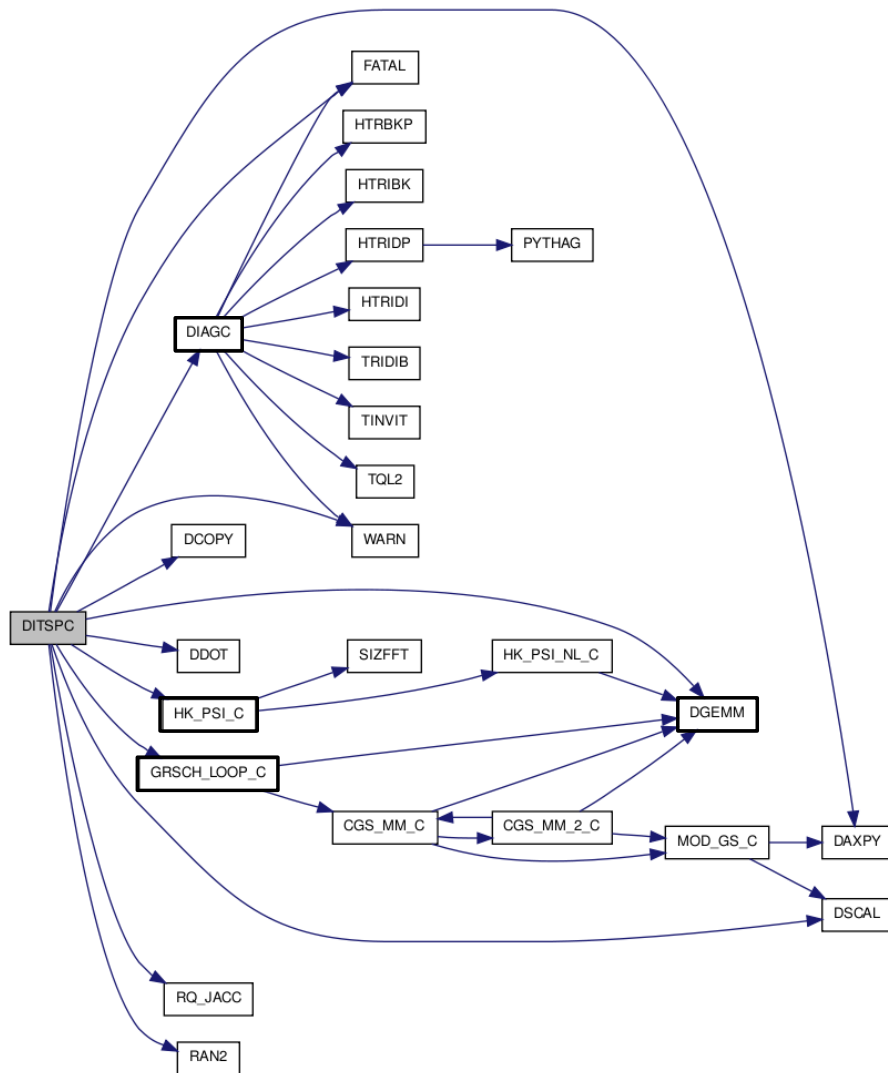 FATAL
HTRBKP
HTRIBK
HTRIDP
PYTHAG
HTRIDI
DIAGC
TRIDIB
TINVIT
TQL2
DCOPY
WARN
DITSPC
DDOT
SIZFFT
HK_PSI_NL_C
HK_PSI_C
DGEMM
GRSCH_LOOP_C
CGS_MM_C
CGS_MM_2_C
MOD_GS_C
DAXPY
DSCAL
RQ_JACC
RAN2